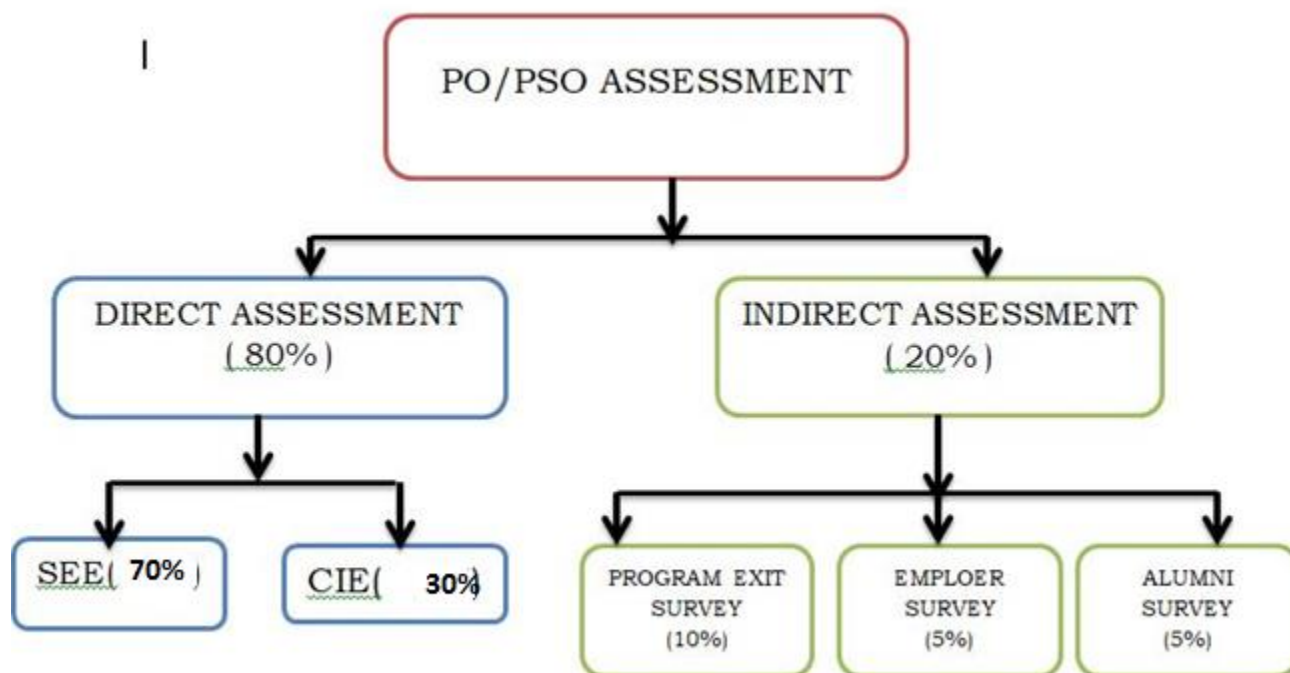 PO/PSO ASSESSMENT
DIRECT ASSESSMENT
( 80% )
INDIRECT ASSESSMENT
( 20% )
SEE( 70% )
CIE( 30%)
PROGRAM EXIT
SURVEY
(10%)
EMPLOER
SURVEY
(5%)
ALUMNI
SURVEY
(5%)